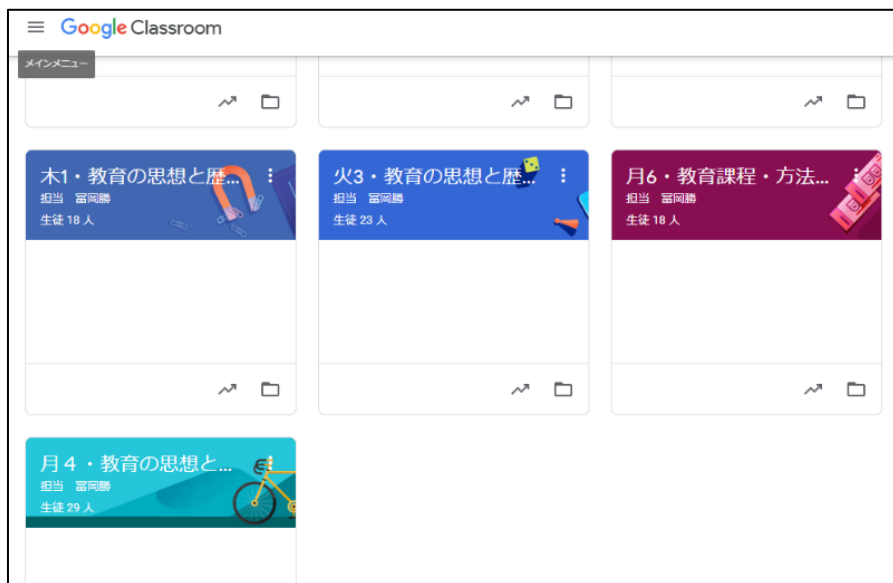 Google Classroom
メインメニュー
木1・教育の思想と歴...
担当 冨岡勝
生徒 18 人
火3・教育の思想と歴...
担当 冨岡勝
生徒 23 人
月6・教育課程・方法...
担当 冨岡勝
生徒 18 人
月４・教育の思想と...
担当 冨岡勝
生徒 29 人